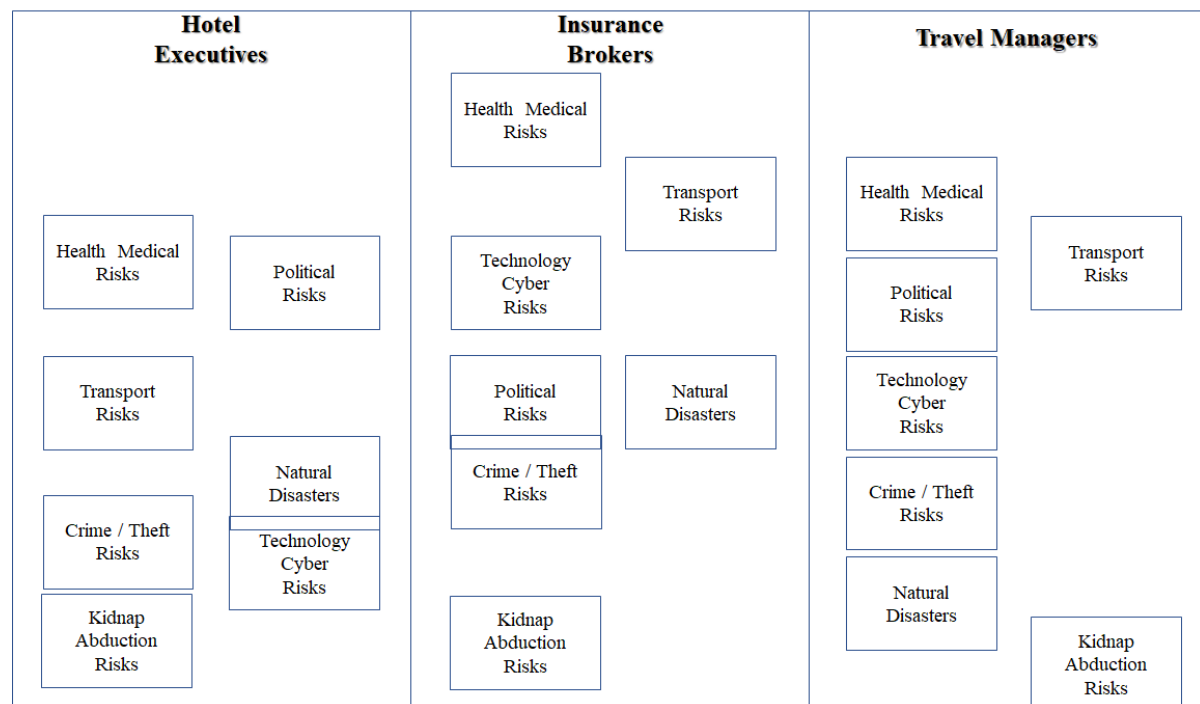 Hotel
Executives
Health Medical
Risks
Political
Risks
Transport
Risks
Natural
Disasters
Crime / Theft
Risks
Technology
Cyber
Risks
Kidnap
Abduction
Risks
Insurance
Brokers
Health Medical
Risks
Transport
Risks
Technology
Cyber
Risks
Political
Risks
Natural
Disasters
Crime / Theft
Risks
Kidnap
Abduction
Risks
Travel Managers
Health Medical
Risks
Transport
Risks
Political
Risks
Technology
Cyber
Risks
Crime / Theft
Risks
Natural
Disasters
Kidnap
Abduction
Risks